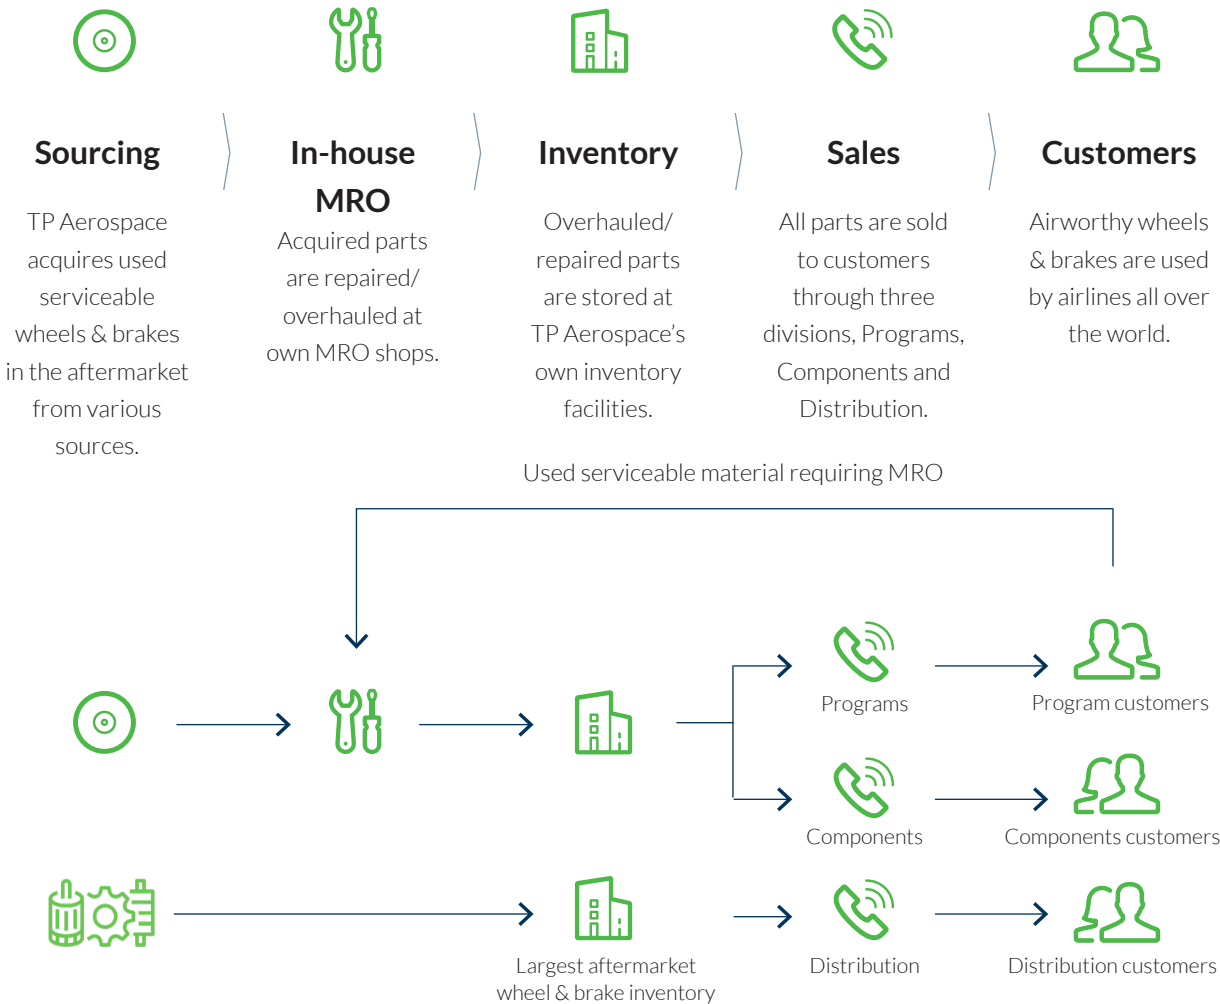 Sourcing
TP Aerospace
acquires used
serviceable
wheels & brakes
in the aftermarket
from various
sources.
In-house
MRO
Acquired parts
are repaired/
overhauled at
own MRO shops.
Inventory
Overhauled/
repaired parts
are stored at
TP Aerospace’s
own inventory
facilities.
Sales
All parts are sold
to customers
through three
divisions, Programs,
Components and
Distribution.
Customers
Airworthy wheels
& brakes are used
by airlines all over
the world.
Used serviceable material requiring MRO
Programs
Program customers
Components
Components customers
Largest aftermarket
wheel & brake inventory
Distribution
Distribution customers